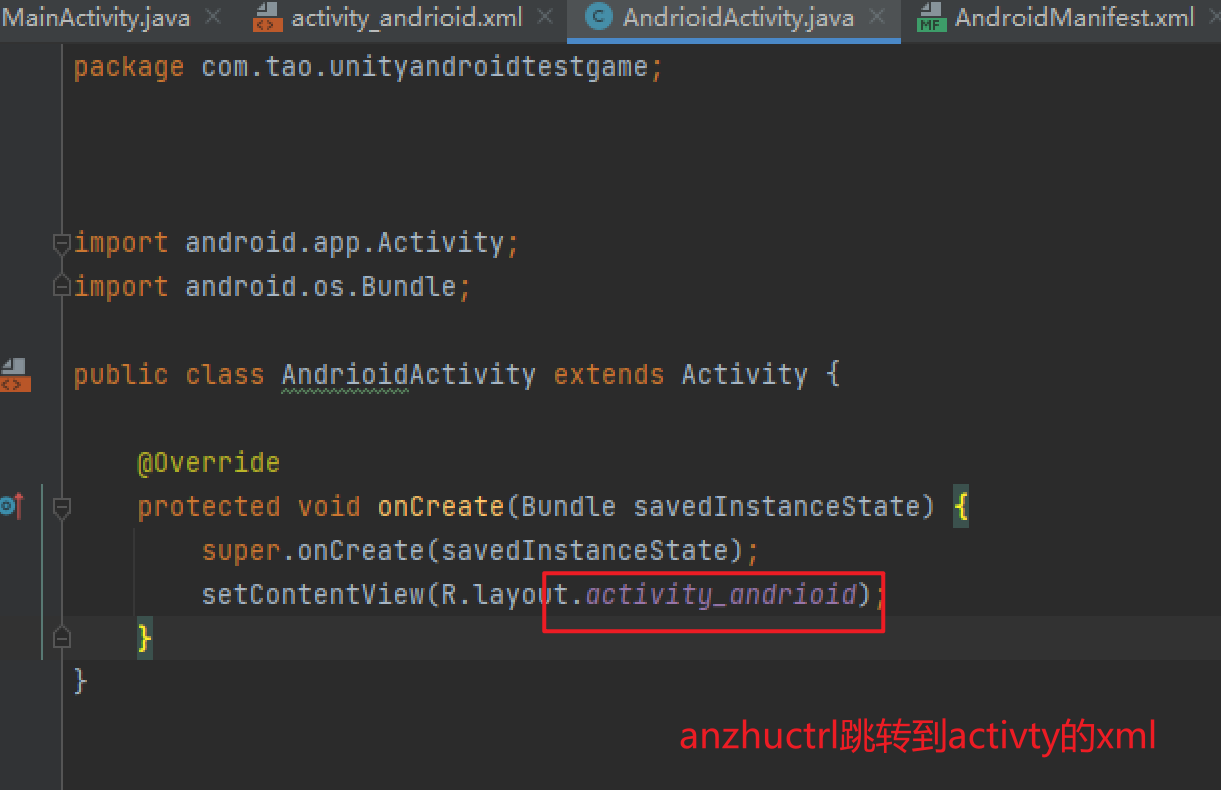 MainActivity.java activity_andrioid.xml AndrioidActivity.java AndroidManifest.xml
package com.tao.unityandroidtestgame;
import android.app.Activity;
import android.os.Bundle;
public class AndrioidActivity extends Activity {
@Override
protected void onCreate(Bundle savedInstanceState) {
super.onCreate(savedInstanceState);
setContentView(R.layout.activity_andrioid);
}
}
anzhuctrl跳转到activty的xml